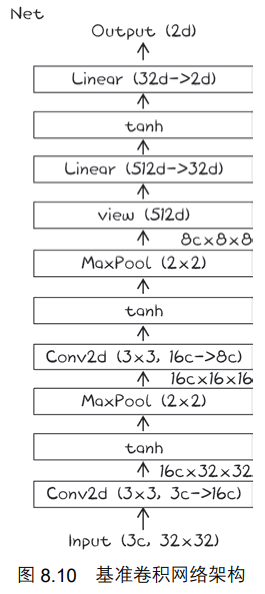 Net
Output (2d)
Linear (32d->2d)
tanh
Linear (512d->32d)
view (512d)
8c×8×8
MaxPool (2×2)
tanh
Conv2d (3×3, 16c->8c)
16c×16×16
MaxPool (2×2)
tanh
16c×32×32
Conv2d (3×3, 3c->16c)
Input (3c, 32×32)
图 8.10 基准卷积网络架构